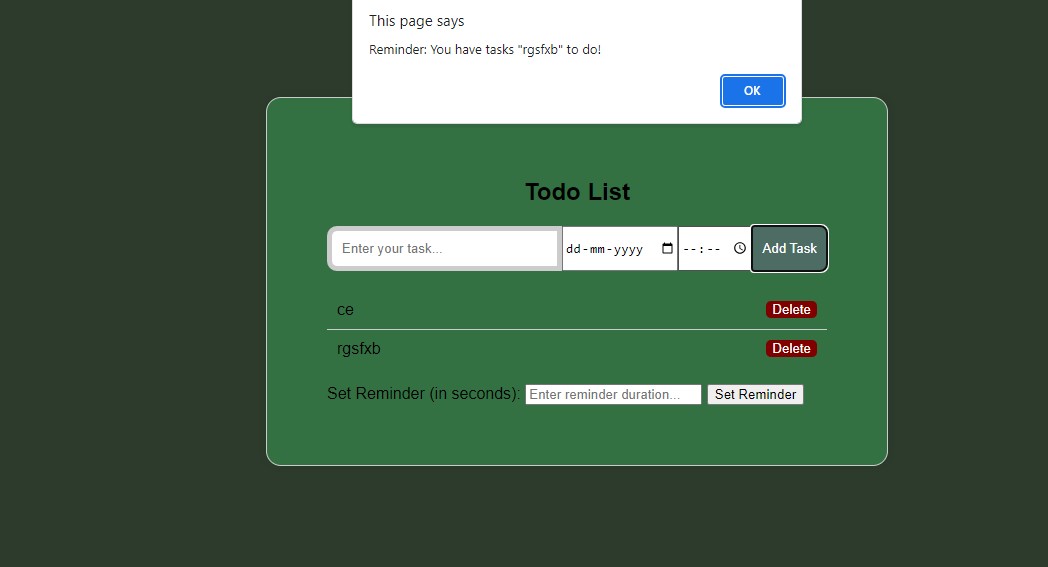 This page says
Reminder: You have tasks "rgsfxb" to do!
OK
Todo List
Enter your task... dd-mm-yyyy --:-- Add Task
ce Delete
rgsfxb Delete
Set Reminder (in seconds): Enter reminder duration... Set Reminder